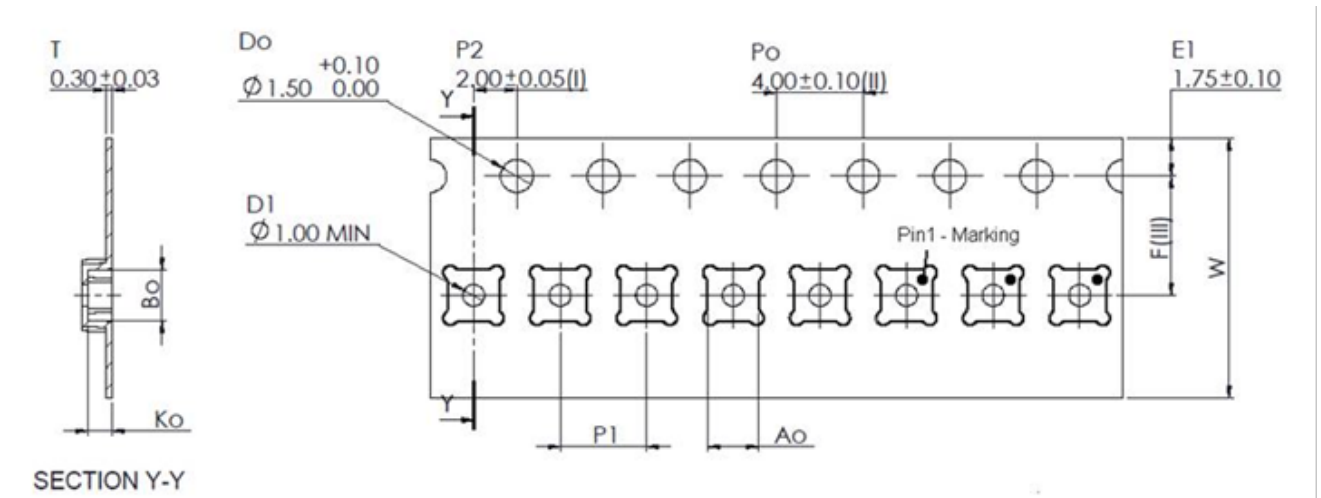 T
0.30±0.03
Do
+0.10
Ø1.50 0.00
P2
2.00±0.05(I)
Po
4.00±0.10(II)
E1
1.75±0.10
Y
D1
Ø1.00 MIN
Pin1 - Marking
F(III)
W
Bo
Y
Ko
P1
Ao
SECTION Y-Y